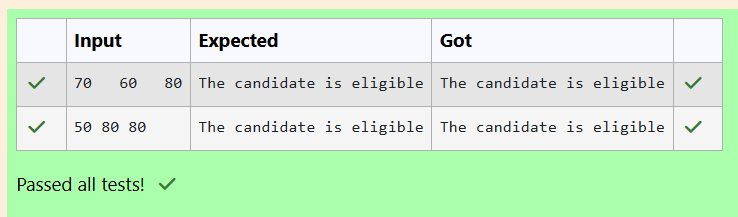 Input Expected Got
70 60 80 The candidate is eligible The candidate is eligible
50 80 80 The candidate is eligible The candidate is eligible
Passed all tests!